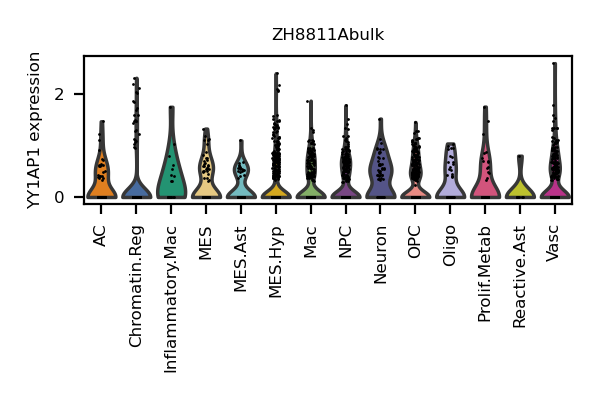 ZH8811Abulk
YY1AP1 expression
2
0
AC
Chromatin.Reg
Inflammatory.Mac
MES
MES.Ast
MES.Hyp
Mac
NPC
Neuron
OPC
Oligo
Prolif.Metab
Reactive.Ast
Vasc